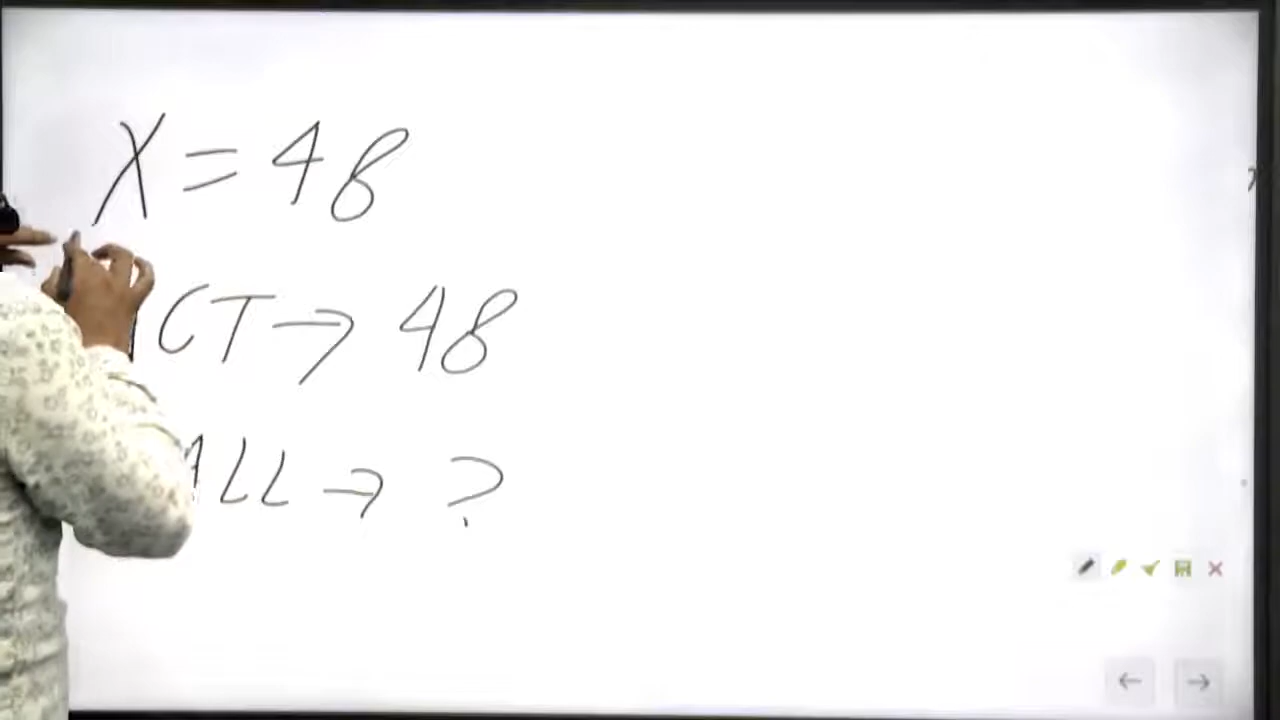 X = 48
CT → 48
ALL → ?